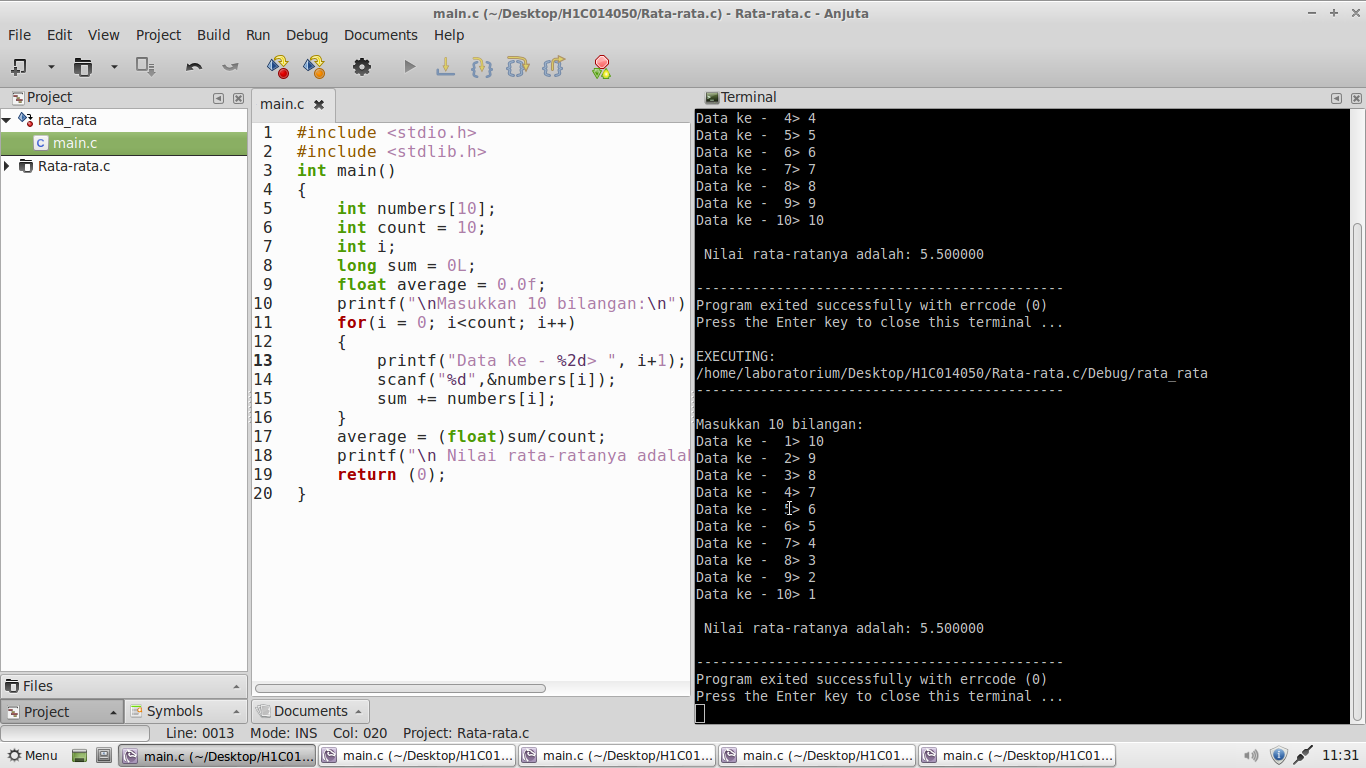 main.c (~/Desktop/H1C014050/Rata-rata.c) - Rata-rata.c - Anjuta
File Edit View Project Build Run Debug Documents Help
Project
rata_rata
main.c
Rata-rata.c
Files
Project Symbols
main.c
1 #include <stdio.h>
2 #include <stdlib.h>
3 int main()
4 {
5 int numbers[10];
6 int count = 10;
7 int i;
8 long sum = 0L;
9 float average = 0.0f;
10 printf("\nMasukkan 10 bilangan:\n")
11 for(i = 0; i<count; i++)
12 {
13 printf("Data ke - %2d> ", i+1);
14 scanf("%d",&numbers[i]);
15 sum += numbers[i];
16 }
17 average = (float)sum/count;
18 printf("\n Nilai rata-ratanya adala
19 return (0);
20 }
Documents
Terminal
Data ke -  4> 4
Data ke -  5> 5
Data ke -  6> 6
Data ke -  7> 7
Data ke -  8> 8
Data ke -  9> 9
Data ke - 10> 10
Nilai rata-ratanya adalah: 5.500000
----------------------------------------------
Program exited successfully with errcode (0)
Press the Enter key to close this terminal ...
EXECUTING:
/home/laboratorium/Desktop/H1C014050/Rata-rata.c/Debug/rata_rata
----------------------------------------------
Masukkan 10 bilangan:
Data ke -  1> 10
Data ke -  2> 9
Data ke -  3> 8
Data ke -  4> 7
Data ke -  5> 6
Data ke -  6> 5
Data ke -  7> 4
Data ke -  8> 3
Data ke -  9> 2
Data ke - 10> 1
Nilai rata-ratanya adalah: 5.500000
----------------------------------------------
Program exited successfully with errcode (0)
Press the Enter key to close this terminal ...
Line: 0013 Mode: INS Col: 020 Project: Rata-rata.c
Menu main.c (~/Desktop/H1C01... main.c (~/Desktop/H1C01... main.c (~/Desktop/H1C01... main.c (~/Desktop/H1C01... main.c (~/Desktop/H1C01... 11:31